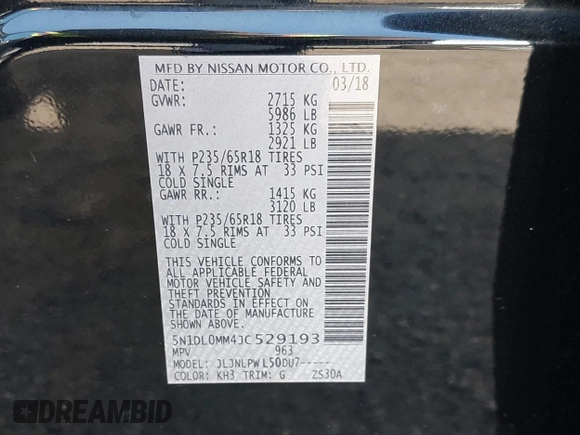 MFD BY NISSAN MOTOR CO., LTD.
DATE: 03/18
GVWR: 2715 KG
5986 LB
GAWR FR.: 1325 KG
2921 LB
WITH P235/65R18 TIRES
18 X 7.5 RIMS AT 33 PSI
COLD SINGLE
GAWR RR.: 1415 KG
3120 LB
WITH P235/65R18 TIRES
18 X 7.5 RIMS AT 33 PSI
COLD SINGLE
THIS VEHICLE CONFORMS TO
ALL APPLICABLE FEDERAL
MOTOR VEHICLE SAFETY AND
THEFT PREVENTION
STANDARDS IN EFFECT ON
THE DATE OF MANUFACTURE
SHOWN ABOVE.
5N1DL0MM4JC529193
MPV 963
MODEL: JLJNLPWL50DU7-----
COLOR: KH3 TRIM: G ZS30A
DREAMBID